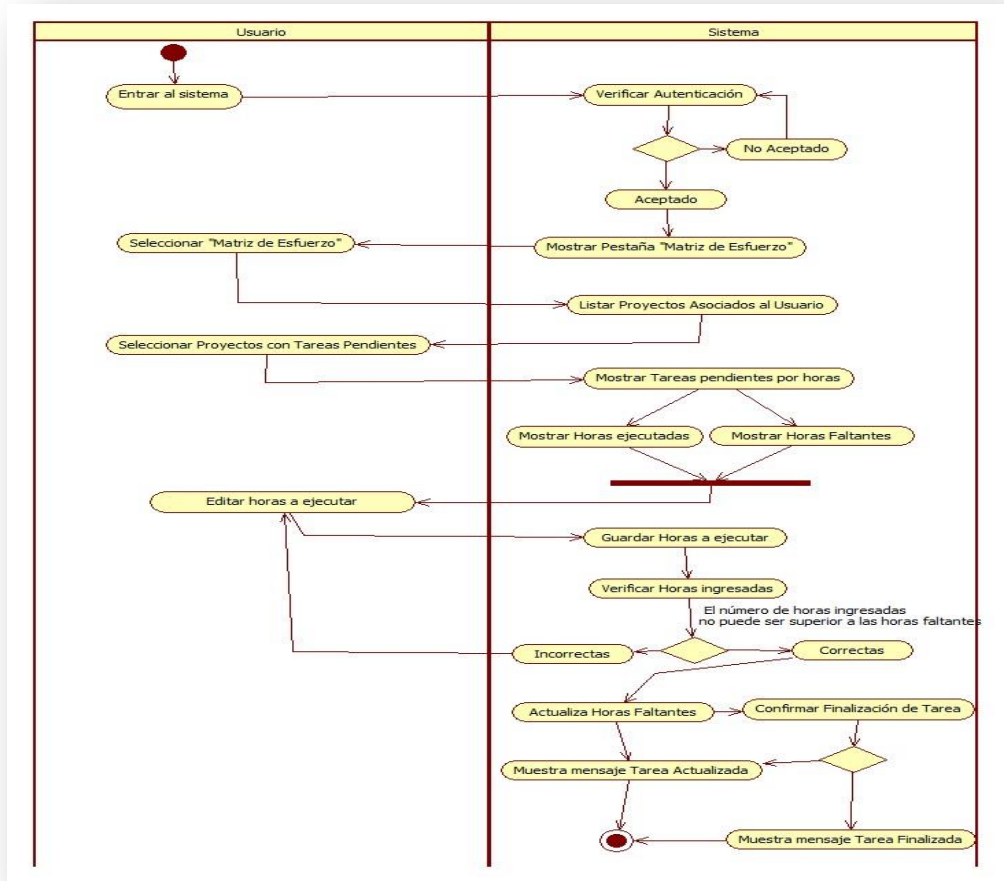 Usuario
Sistema
Entrar al sistema
Verificar Autenticación
No Aceptado
Aceptado
Seleccionar "Matriz de Esfuerzo"
Mostrar Pestaña "Matriz de Esfuerzo"
Listar Proyectos Asociados al Usuario
Seleccionar Proyectos con Tareas Pendientes
Mostrar Tareas pendientes por horas
Mostrar Horas ejecutadas
Mostrar Horas Faltantes
Editar horas a ejecutar
Guardar Horas a ejecutar
Verificar Horas ingresadas
El número de horas ingresadas
no puede ser superior a las horas faltantes
Incorrectas
Correctas
Actualiza Horas Faltantes
Confirmar Finalización de Tarea
Muestra mensaje Tarea Actualizada
Muestra mensaje Tarea Finalizada